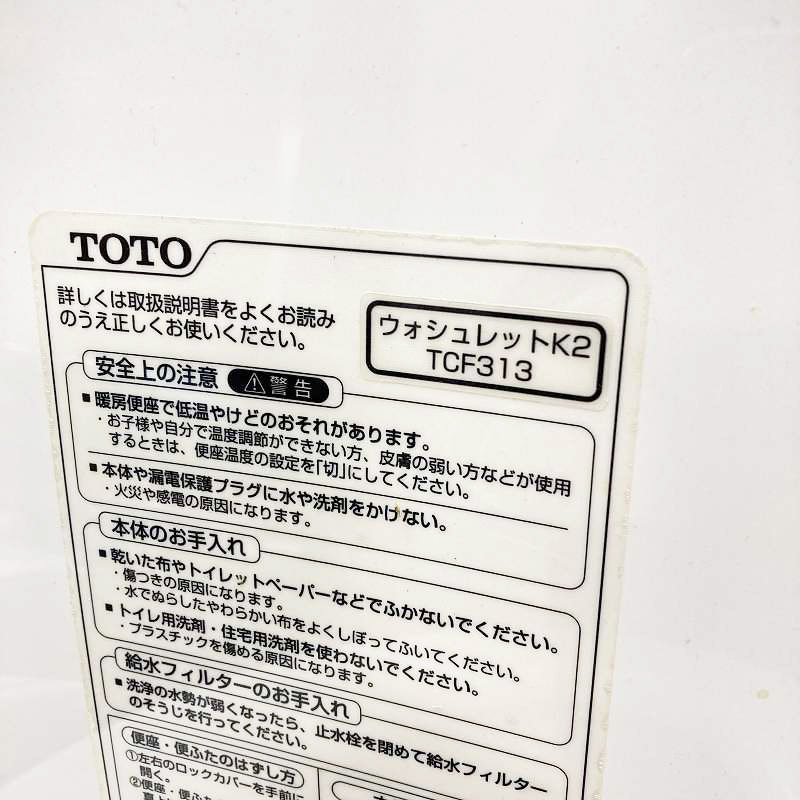 TOTO
詳しくは取扱説明書をよくお読み
のうえ正しくお使いください。
ウォシュレットK2
TCF313
安全上の注意 ⚠警告
■暖房便座で低温やけどのおそれがあります。
・お子様や自分で温度調節ができない方、皮膚の弱い方などが使用
するときは、便座温度の設定を「切」にしてください。
■本体や漏電保護プラグに水や洗剤をかけない。
・火災や感電の原因になります。
本体のお手入れ
■乾いた布やトイレットペーパーなどでふかないでください。
・傷つきの原因になります。
・水でぬらしたやわらかい布をよくしぼってふいてください。
■トイレ用洗剤・住宅用洗剤を使わないでください。
・プラスチックを傷める原因になります。
給水フィルターのお手入れ
■洗浄の水勢が弱くなったら、止水栓を閉めて給水フィルター
のそうじを行ってください。
便座・便ふたのはずし方
①左右のロックカバーを手前に
開く。
②便座・便ふた